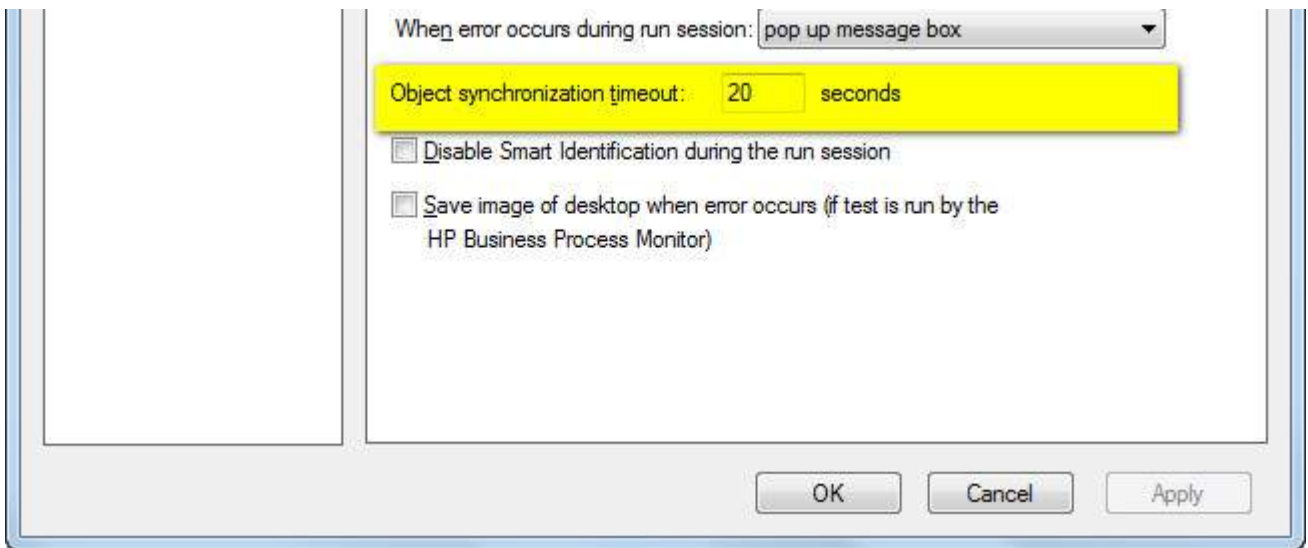 When error occurs during run session: pop up message box
Object synchronization timeout: 20 seconds
Disable Smart Identification during the run session
Save image of desktop when error occurs (if test is run by the
HP Business Process Monitor)
OK Cancel Apply